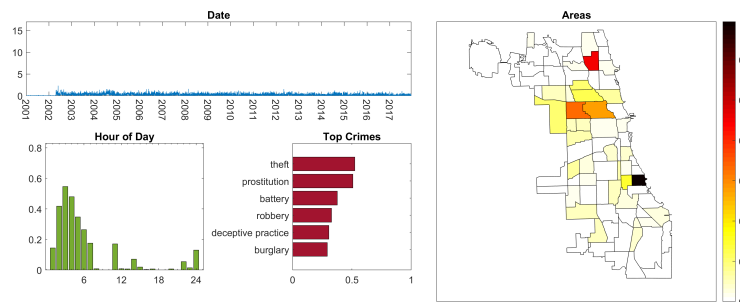 Date
15
10
5
0
2001 2002 2003 2004 2005 2006 2007 2008 2009 2010 2011 2012 2013 2014 2015 2016 2017
Hour of Day
0.8
0.6
0.4
0.2
0
6 12 18 24
Top Crimes
theft
prostitution
battery
robbery
deceptive practice
burglary
0 0.5 1
Areas